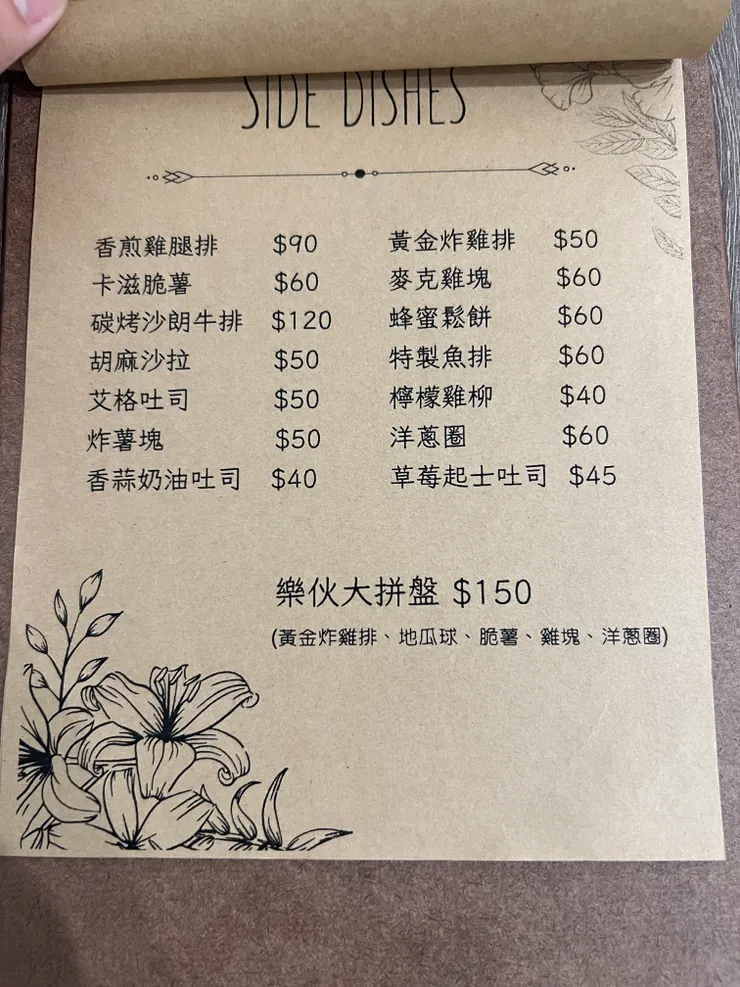 SIDE DISHES
香煎雞腿排 $90
卡滋脆薯 $60
碳烤沙朗牛排 $120
胡麻沙拉 $50
艾格吐司 $50
炸薯塊 $50
香蒜奶油吐司 $40
黃金炸雞排 $50
麥克雞塊 $60
蜂蜜鬆餅 $60
特製魚排 $60
檸檬雞柳 $40
洋蔥圈 $60
草莓起士吐司 $45
樂伙大拼盤 $150
(黃金炸雞排、地瓜球、脆薯、雞塊、洋蔥圈)